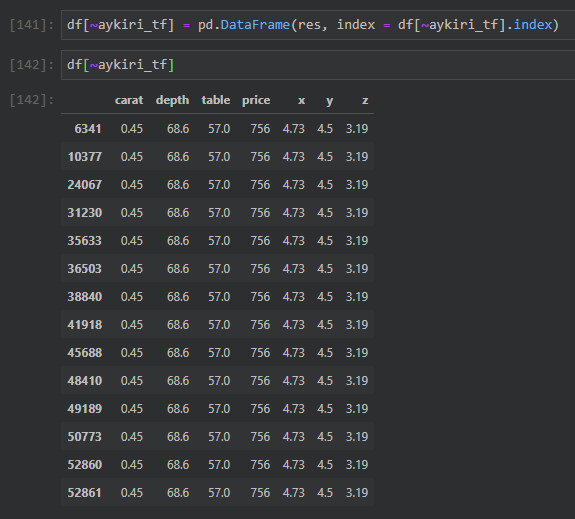 [141]: df[~aykiri_tf] = pd.DataFrame(res, index = df[~aykiri_tf].index)
[142]: df[~aykiri_tf]
[142]:
carat depth table price x y z
6341 0.45 68.6 57.0 756 4.73 4.5 3.19
10377 0.45 68.6 57.0 756 4.73 4.5 3.19
24067 0.45 68.6 57.0 756 4.73 4.5 3.19
31230 0.45 68.6 57.0 756 4.73 4.5 3.19
35633 0.45 68.6 57.0 756 4.73 4.5 3.19
36503 0.45 68.6 57.0 756 4.73 4.5 3.19
38840 0.45 68.6 57.0 756 4.73 4.5 3.19
41918 0.45 68.6 57.0 756 4.73 4.5 3.19
45688 0.45 68.6 57.0 756 4.73 4.5 3.19
48410 0.45 68.6 57.0 756 4.73 4.5 3.19
49189 0.45 68.6 57.0 756 4.73 4.5 3.19
50773 0.45 68.6 57.0 756 4.73 4.5 3.19
52860 0.45 68.6 57.0 756 4.73 4.5 3.19
52861 0.45 68.6 57.0 756 4.73 4.5 3.19